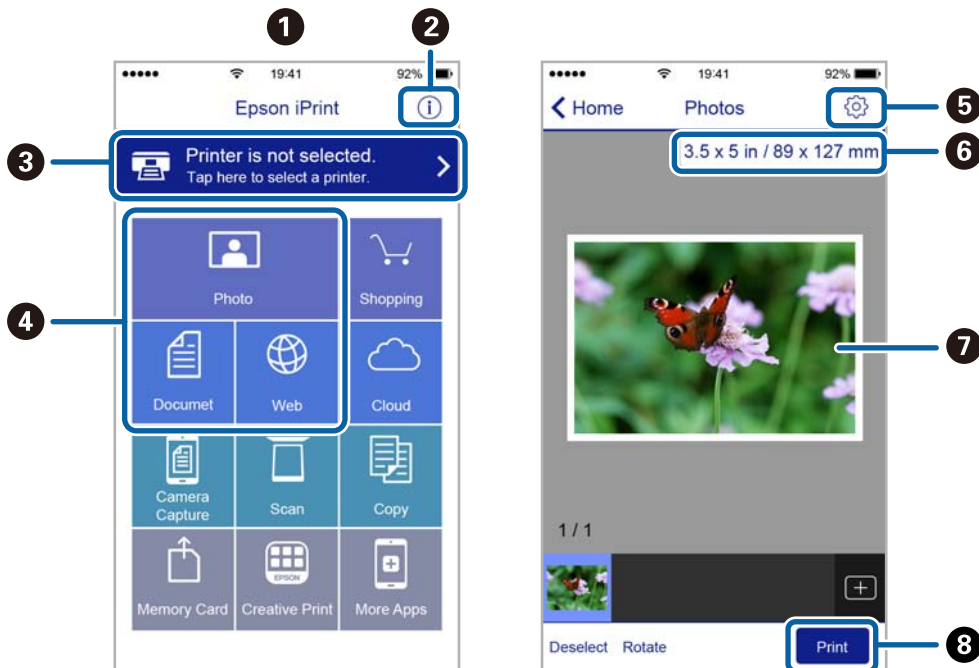 1
2
19:41
92%
Epson iPrint
3
Printer is not selected.
Tap here to select a printer.
4
Photo
Shopping
Documet
Web
Cloud
Camera
Capture
Scan
Copy
EPSON
Memory Card
Creative Print
More Apps
19:41
92%
Home
Photos
5
3.5 x 5 in / 89 x 127 mm
6
7
1 / 1
Deselect
Rotate
Print
8